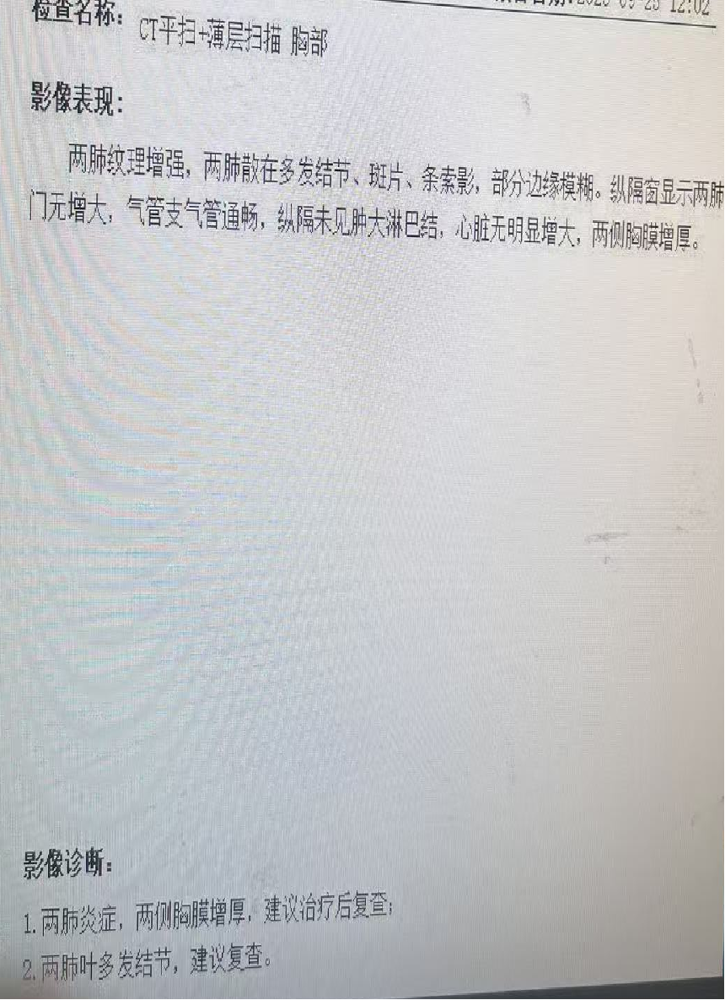 检查名称:
CT平扫+薄层扫描 胸部
影像表现:
两肺纹理增强，两肺散在多发结节、斑片、条索影，部分边缘模糊。纵隔窗显示两肺
门无增大，气管支气管通畅，纵隔未见肿大淋巴结，心脏无明显增大，两侧胸膜增厚。
影像诊断:
1.两肺炎症，两侧胸膜增厚，建议治疗后复查；
2.两肺叶多发结节，建议复查。